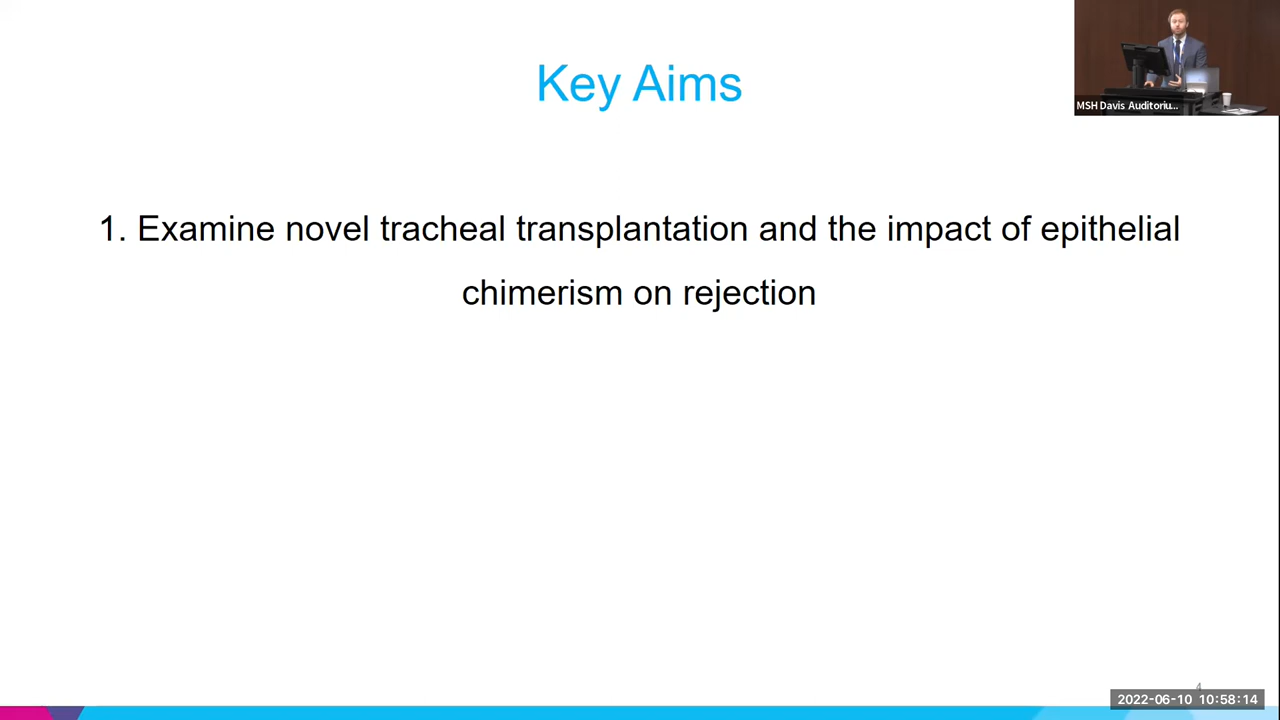 Key Aims
MSH Davis Auditoriu...
1. Examine novel tracheal transplantation and the impact of epithelial
chimerism on rejection
4
2022-06-10 10:58:14